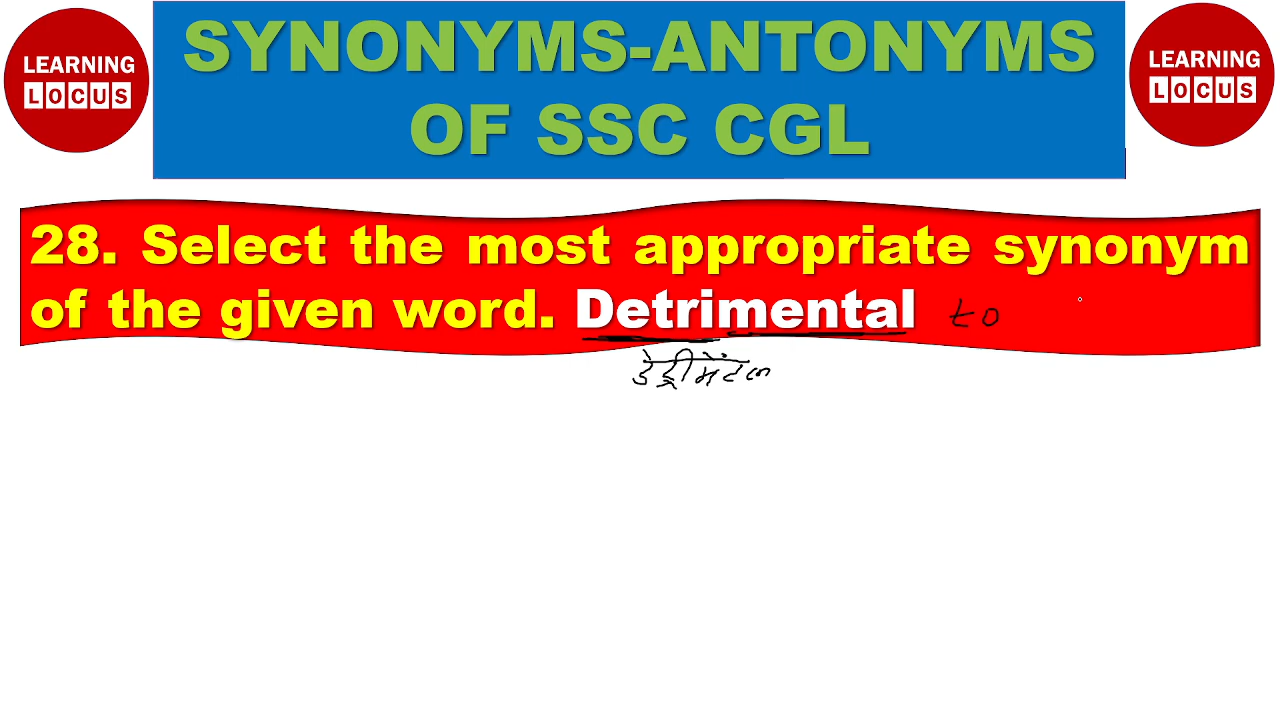 LEARNING
LOCUS
SYNONYMS-ANTONYMS
OF SSC CGL
LEARNING
LOCUS
28. Select the most appropriate synonym
of the given word. Detrimental to
डेट्रीमेंटल